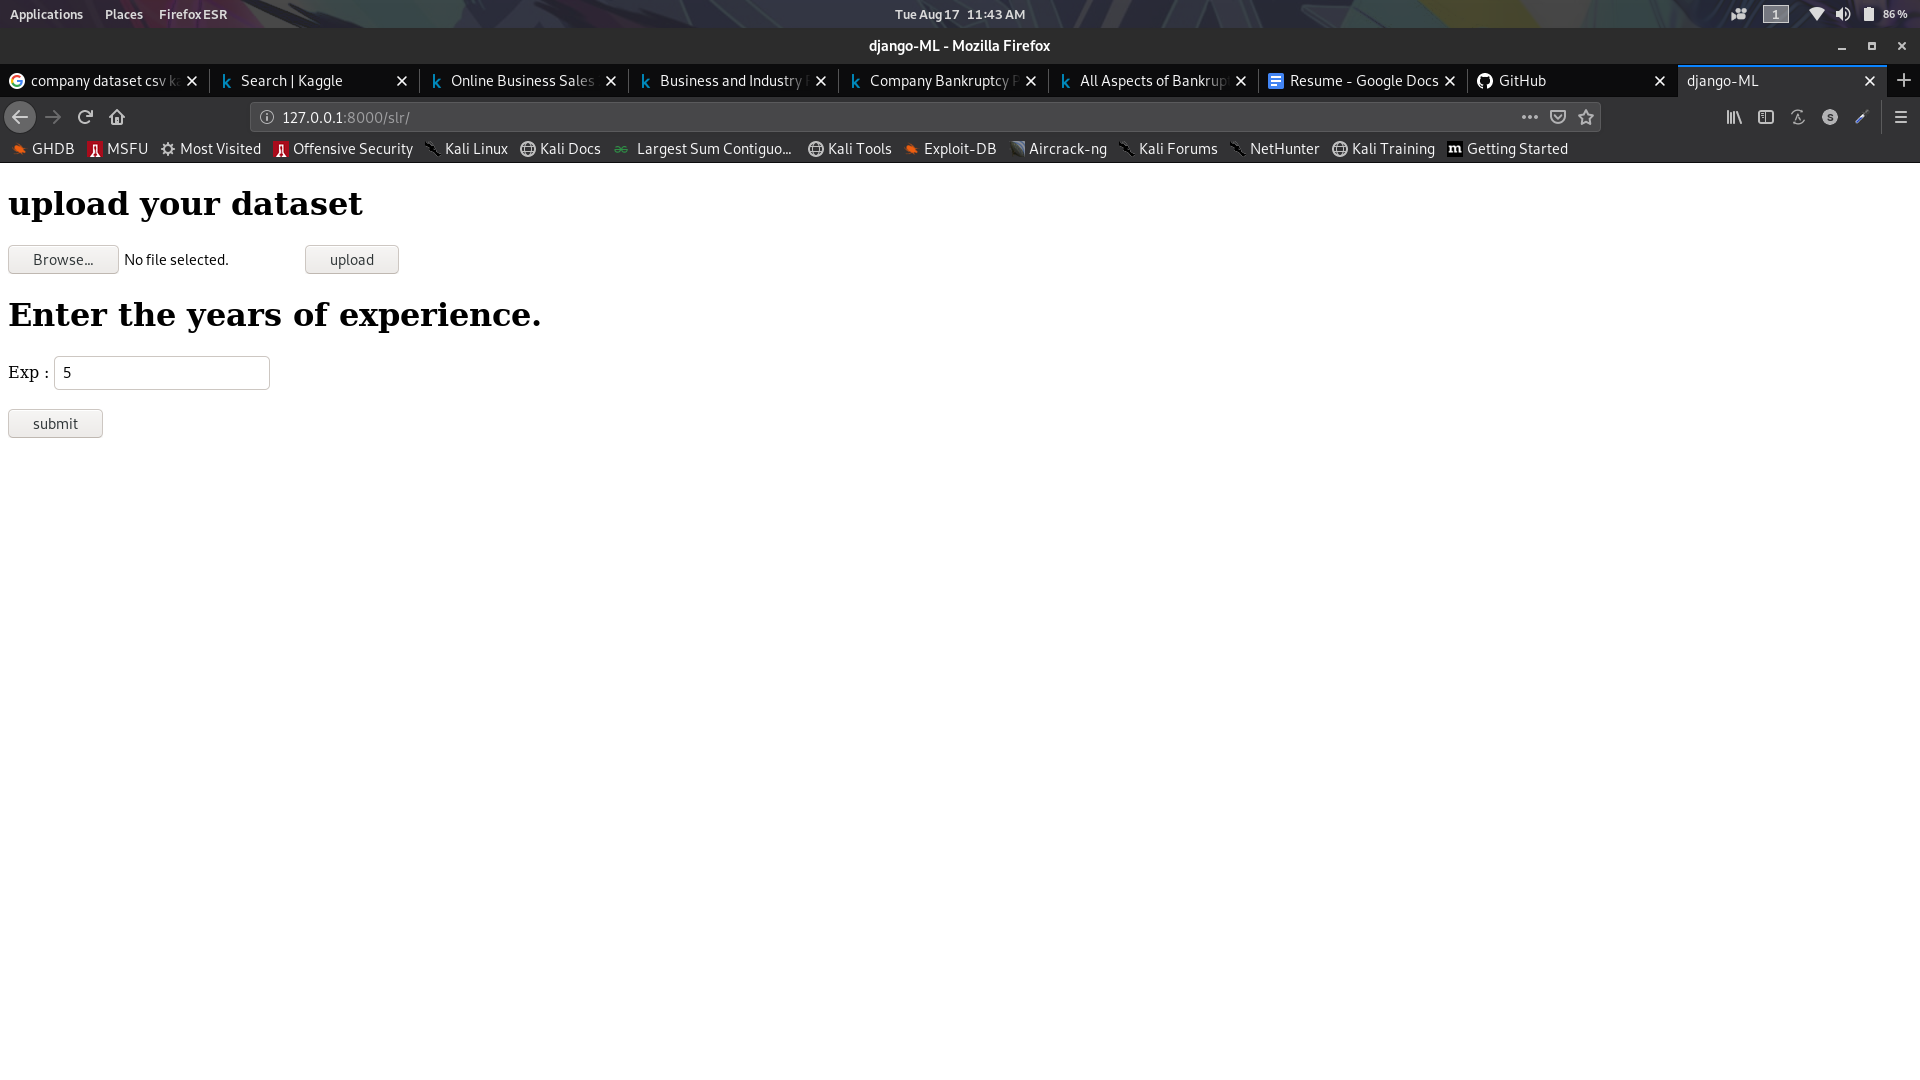 Applications Places Firefox ESR Tue Aug 17 11:43 AM 1 86 %
django-ML - Mozilla Firefox
company dataset csv Search | Kaggle Online Business Sales Business and Industry Company Bankruptcy All Aspects of Bankrup Resume - Google Docs GitHub django-ML
127.0.0.1:8000/slr/
GHDB MSFU Most Visited Offensive Security Kali Linux Kali Docs Largest Sum Contiguo... Kali Tools Exploit-DB Aircrack-ng Kali Forums NetHunter Kali Training Getting Started
upload your dataset
Browse... No file selected. upload
Enter the years of experience.
Exp : 5
submit